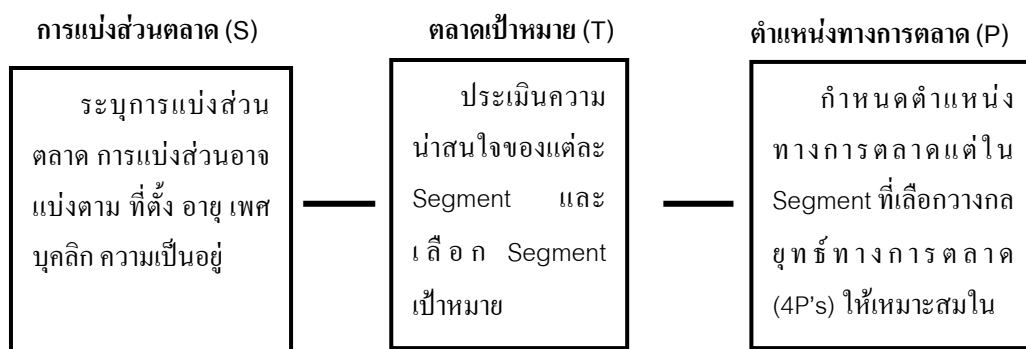 การแบ่งส่วนตลาด (S)
ระบุการแบ่งส่วน
ตลาด การแบ่งส่วนอาจ
แบ่งตาม ที่ตั้ง อายุ เพศ
บุคลิก ความเป็นอยู่
ตลาดเป้าหมาย (T)
ประเมินความ
น่าสนใจของแต่ละ
Segment และ
เลือก Segment
เป้าหมาย
ตำแหน่งทางการตลาด (P)
กำหนดตำแหน่ง
ทางการตลาดแต่ใน
Segment ที่เลือกวางกล
ยุทธ์ทางการตลาด
(4P's) ให้เหมาะสมใน